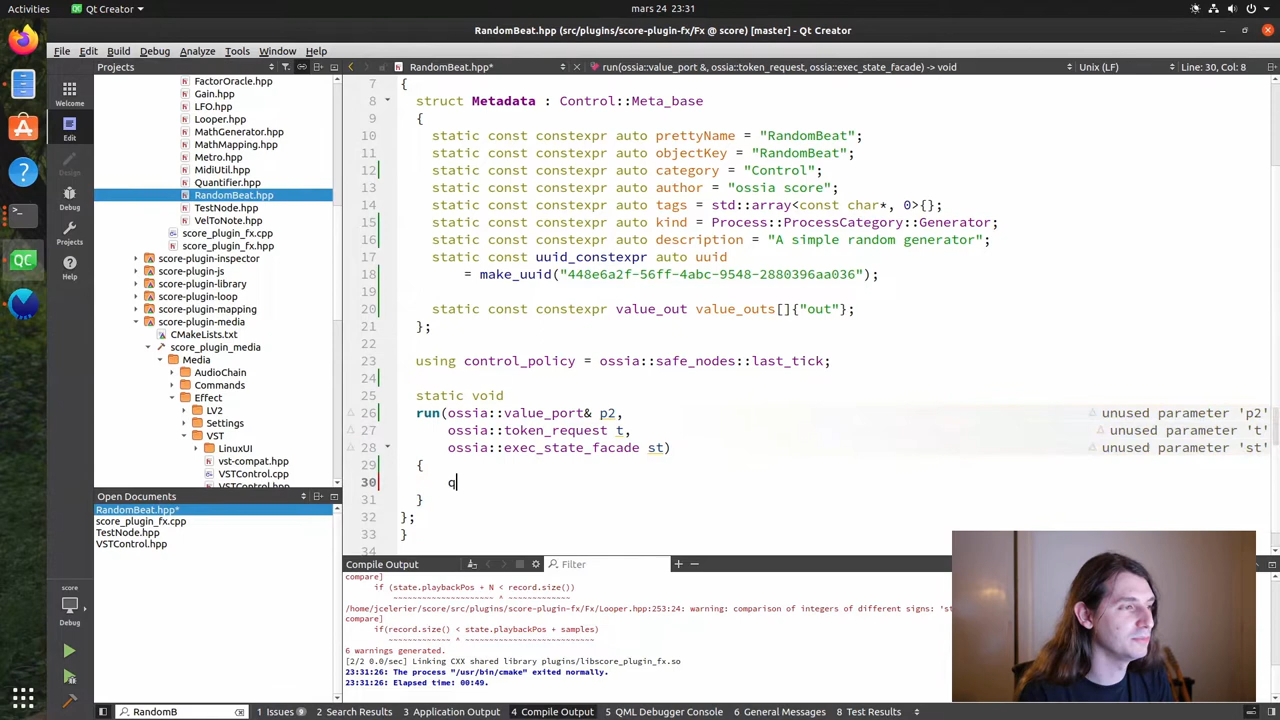 Activities
Qt Creator
mars 24 23:31
RandomBeat.hpp (src/plugins/score-plugin-fx/Fx @ score) [master] - Qt Creator
File Edit Build Debug Analyze Tools Window Help
Projects
RandomBeat.hpp*
run(ossia::value_port &, ossia::token_request, ossia::exec_state_facade) -> void
Unix (LF)
Line: 30, Col: 8
Welcome
Edit
Design
Debug
Projects
Help
FactorOracle.hpp
Gain.hpp
LFO.hpp
Looper.hpp
MathGenerator.hpp
MathMapping.hpp
Metro.hpp
MidiUtil.hpp
Quantifier.hpp
RandomBeat.hpp
TestNode.hpp
VelToNote.hpp
score_plugin_fx.cpp
score_plugin_fx.hpp
score-plugin-inspector
score-plugin-js
score-plugin-library
score-plugin-loop
score-plugin-mapping
score-plugin-media
CMakeLists.txt
score_plugin_media
Media
AudioChain
Commands
Effect
LV2
Settings
VST
LinuxUI
vst-compat.hpp
VSTControl.cpp
VSTControl.hpp
Open Documents
RandomBeat.hpp*
score_plugin_fx.cpp
TestNode.hpp
VSTControl.hpp
7 {
8 struct Metadata : Control::Meta_base
9 {
10 static const constexpr auto prettyName = "RandomBeat";
11 static const constexpr auto objectKey = "RandomBeat";
12 static const constexpr auto category = "Control";
13 static const constexpr auto author = "ossia score";
14 static const constexpr auto tags = std::array<const char*, 0>{};
15 static const constexpr auto kind = Process::ProcessCategory::Generator;
16 static const constexpr auto description = "A simple random generator";
17 static const uuid_constexpr auto uuid
18 = make_uuid("448e6a2f-56ff-4abc-9548-2880396aa036");
19
20 static const constexpr value_out value_outs[]{"out"};
21 };
22
23 using control_policy = ossia::safe_nodes::last_tick;
24
25 static void
26 run(ossia::value_port& p2, unused parameter 'p2'
27 ossia::token_request t, unused parameter 't'
28 ossia::exec_state_facade st) unused parameter 'st'
29 {
30 q
31 }
32 };
33 }
34
Compile Output
Filter
compare]
if (state.playbackPos + N < record.size())
~~~~~~~~~~~~~~~~~~~~~ ^ ~~~~~~~~~~~~~
/home/jcelerier/score/src/plugins/score-plugin-fx/Fx/Looper.hpp:253:24: warning: comparison of integers of different signs: 'st
compare]
if(record.size() < state.playbackPos + samples)
~~~~~~~~~~~~~ ^ ~~~~~~~~~~~~~~~~~~~~~~~~~~~
6 warnings generated.
[2/2 0.0/sec] Linking CXX shared library plugins/libscore_plugin_fx.so
23:31:26: The process "/usr/bin/cmake" exited normally.
23:31:26: Elapsed time: 00:49.
score
Debug
RandomB
1 Issues 9 2 Search Results 3 Application Output 4 Compile Output 5 QML Debugger Console 6 General Messages 8 Test Results